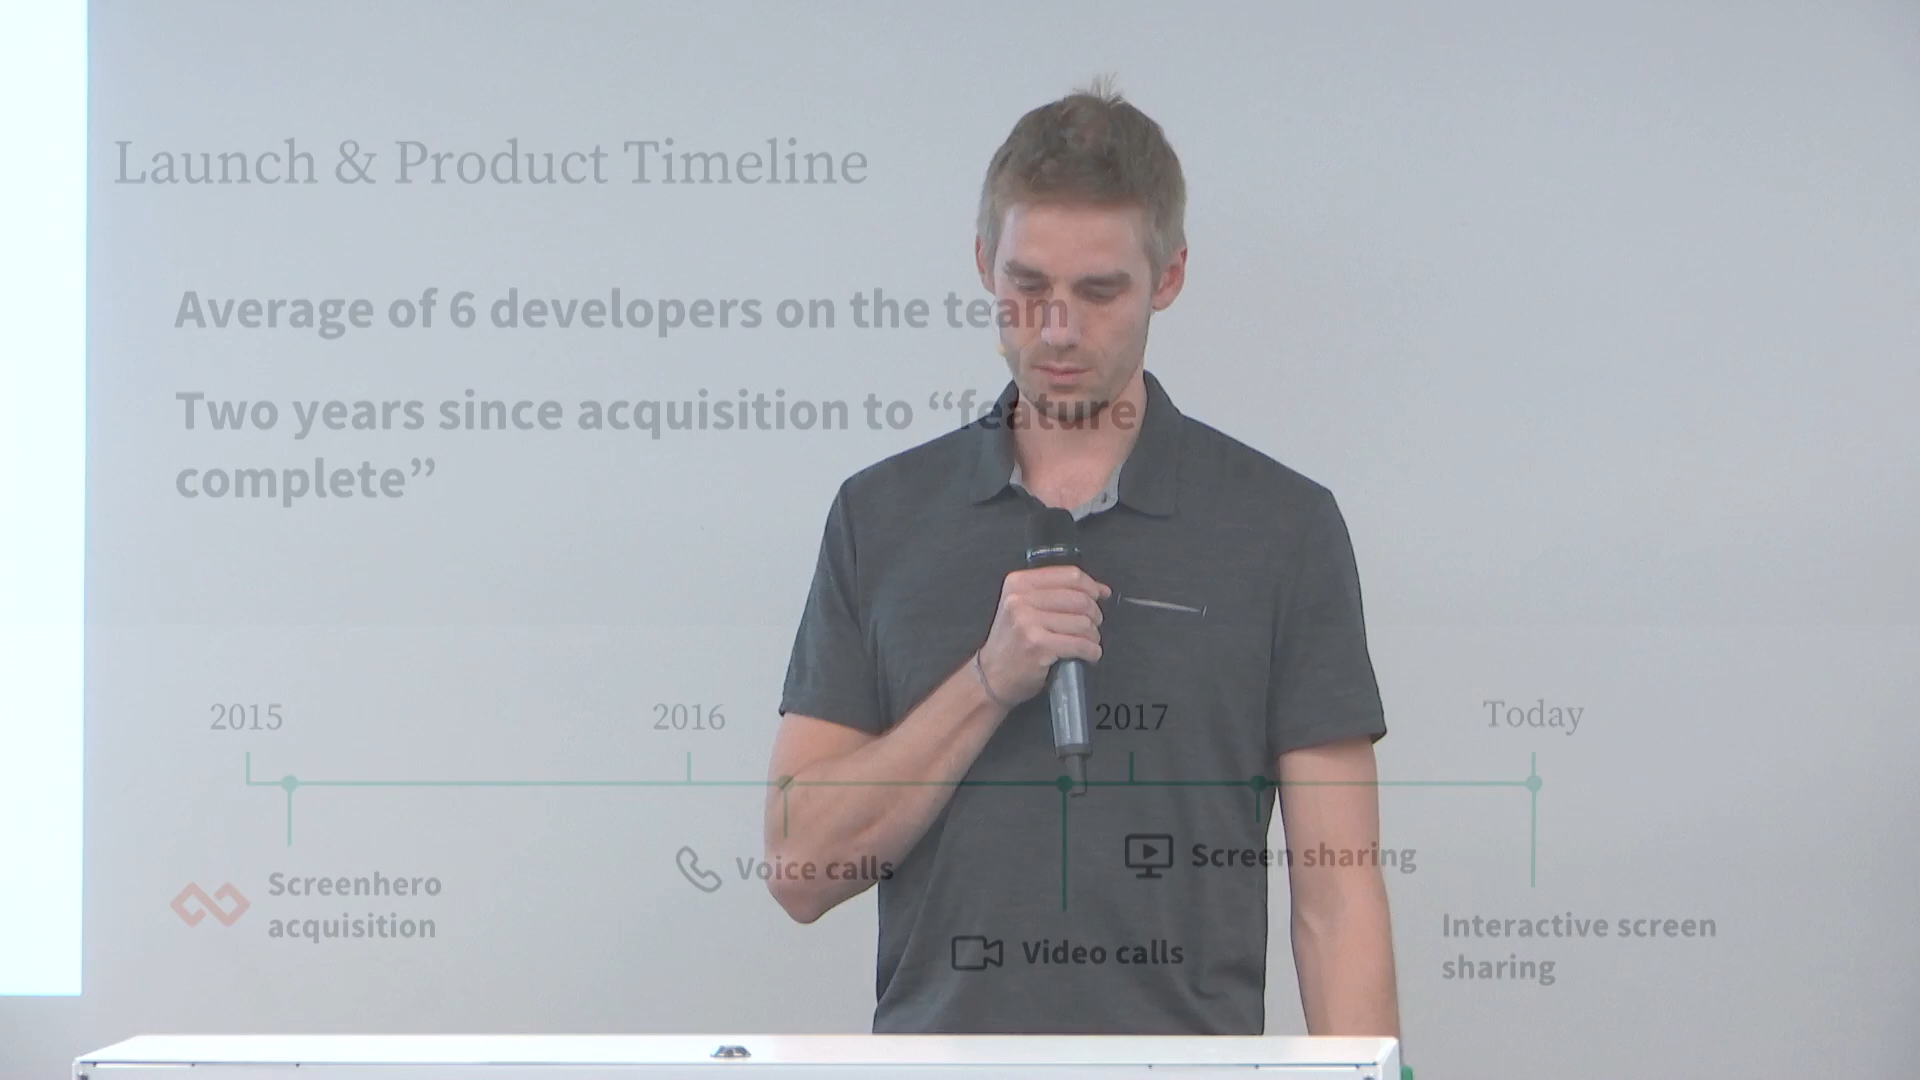 Launch & Product Timeline
Average of 6 developers on the team
Two years since acquisition to “feature
complete”
2015
2016
2017
Today
Screenhero
acquisition
Voice calls
Video calls
Screen sharing
Interactive screen
sharing